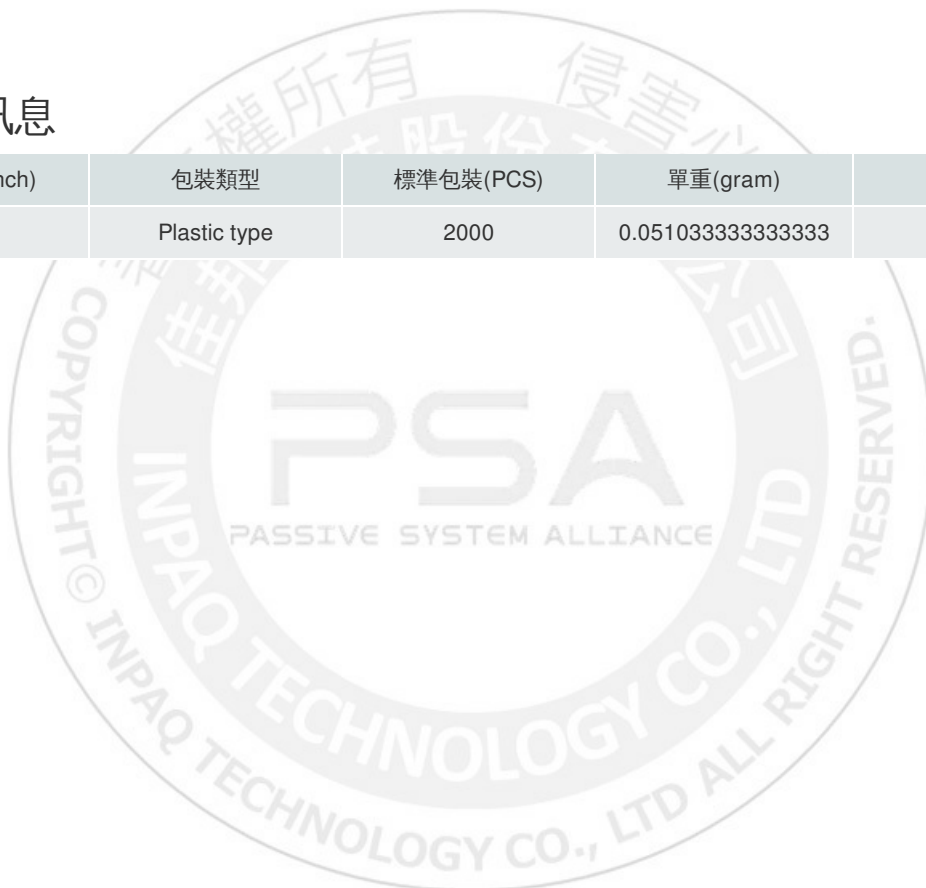 訊息
nch) 包裝類型 標準包裝(PCS) 單重(gram)
Plastic type 2000 0.051033333333333
PSA
PASSIVE SYSTEM ALLIANCE
INPAQ TECHNOLOGY CO., LTD
COPYRIGHT © INPAQ TECHNOLOGY CO., LTD ALL RIGHT RESERVED.